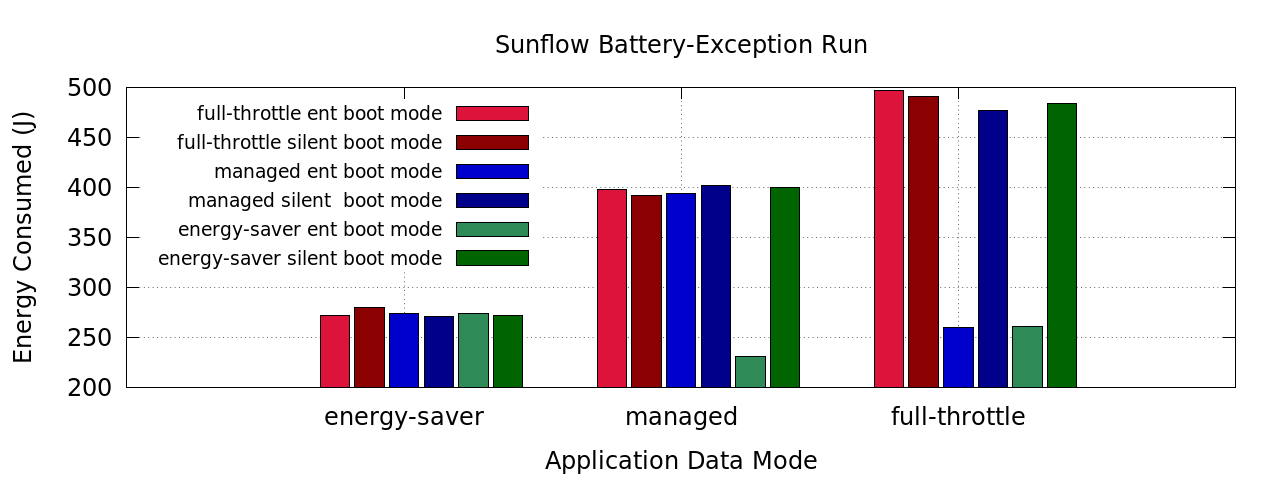 Sunflow Battery-Exception Run
Energy Consumed (J)
500
450
400
350
300
250
200
full-throttle ent boot mode
full-throttle silent boot mode
managed ent boot mode
managed silent  boot mode
energy-saver ent boot mode
energy-saver silent boot mode
energy-saver
managed
full-throttle
Application Data Mode